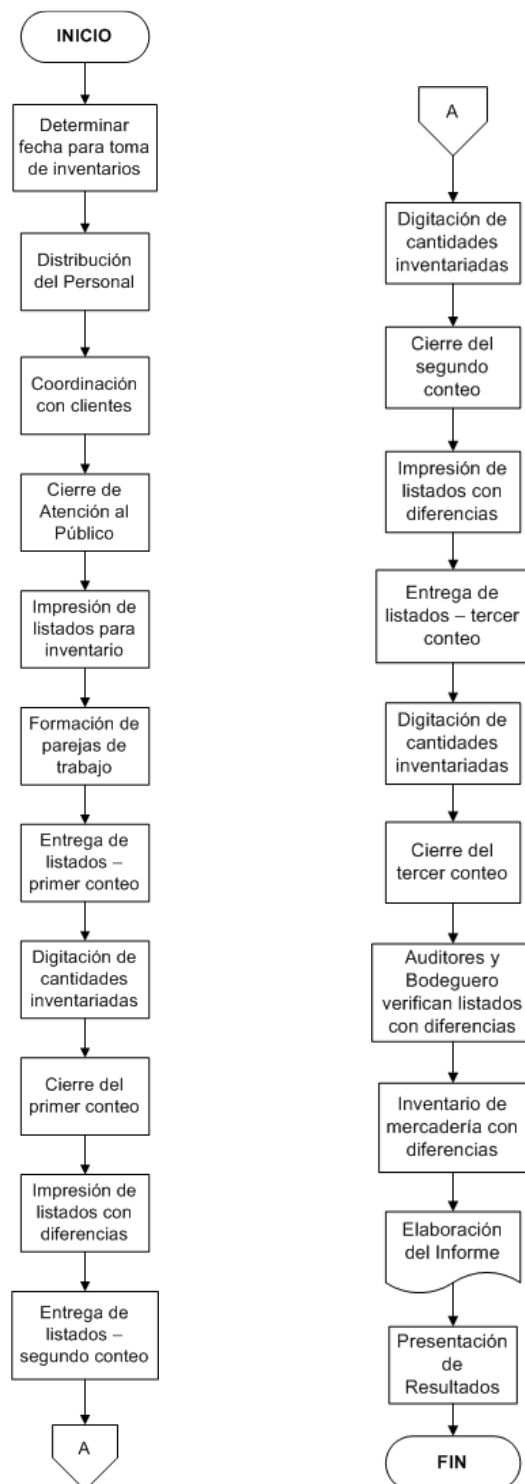 INICIO
Determinar
fecha para toma
de inventarios
Distribución
del Personal
Coordinación
con clientes
Cierre de
Atención al
Público
Impresión de
listados para
inventario
Formación de
parejas de
trabajo
Entrega de
listados –
primer conteo
Digitación de
cantidades
inventariadas
Cierre del
primer conteo
Impresión de
listados con
diferencias
Entrega de
listados –
segundo conteo
A
A
Digitación de
cantidades
inventariadas
Cierre del
segundo
conteo
Impresión de
listados con
diferencias
Entrega de
listados – tercer
conteo
Digitación de
cantidades
inventariadas
Cierre del
tercer conteo
Auditores y
Bodeguero
verifican listados
con diferencias
Inventario de
mercadería con
diferencias
Elaboración
del Informe
Presentación
de
Resultados
FIN